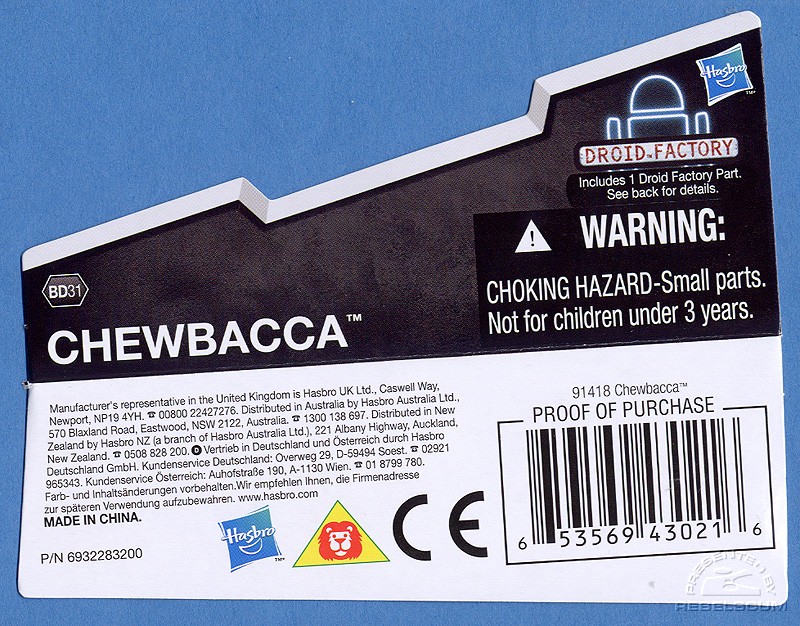 Hasbro
TM
DROID FACTORY
Includes 1 Droid Factory Part.
See back for details.
! WARNING:
CHOKING HAZARD-Small parts.
Not for children under 3 years.
BD31
CHEWBACCA™
Manufacturer's representative in the United Kingdom is Hasbro UK Ltd., Caswell Way,
Newport, NP19 4YH. ☎ 00800 22427276. Distributed in Australia by Hasbro Australia Ltd.,
570 Blaxland Road, Eastwood, NSW 2122, Australia. ☎ 1300 138 697. Distributed in New
Zealand by Hasbro NZ (a branch of Hasbro Australia Ltd.), 221 Albany Highway, Auckland,
New Zealand. ☎ 0508 828 200. D Vertrieb in Deutschland und Österreich durch Hasbro
Deutschland GmbH. Kundenservice Deutschland: Overweg 29, D-59494 Soest. ☎ 02921
965343. Kundenservice Österreich: Auhofstraße 190, A-1130 Wien. ☎ 01 8799 780.
Farb- und Inhaltsänderungen vorbehalten.Wir empfehlen Ihnen, die Firmenadresse
zur späteren Verwendung aufzubewahren. www.hasbro.com
MADE IN CHINA.
P/N 6932283200
Hasbro
TM
CE
91418 Chewbacca™
PROOF OF PURCHASE
6 53569 43021 6
PRESENTED BY
REBELSCUM